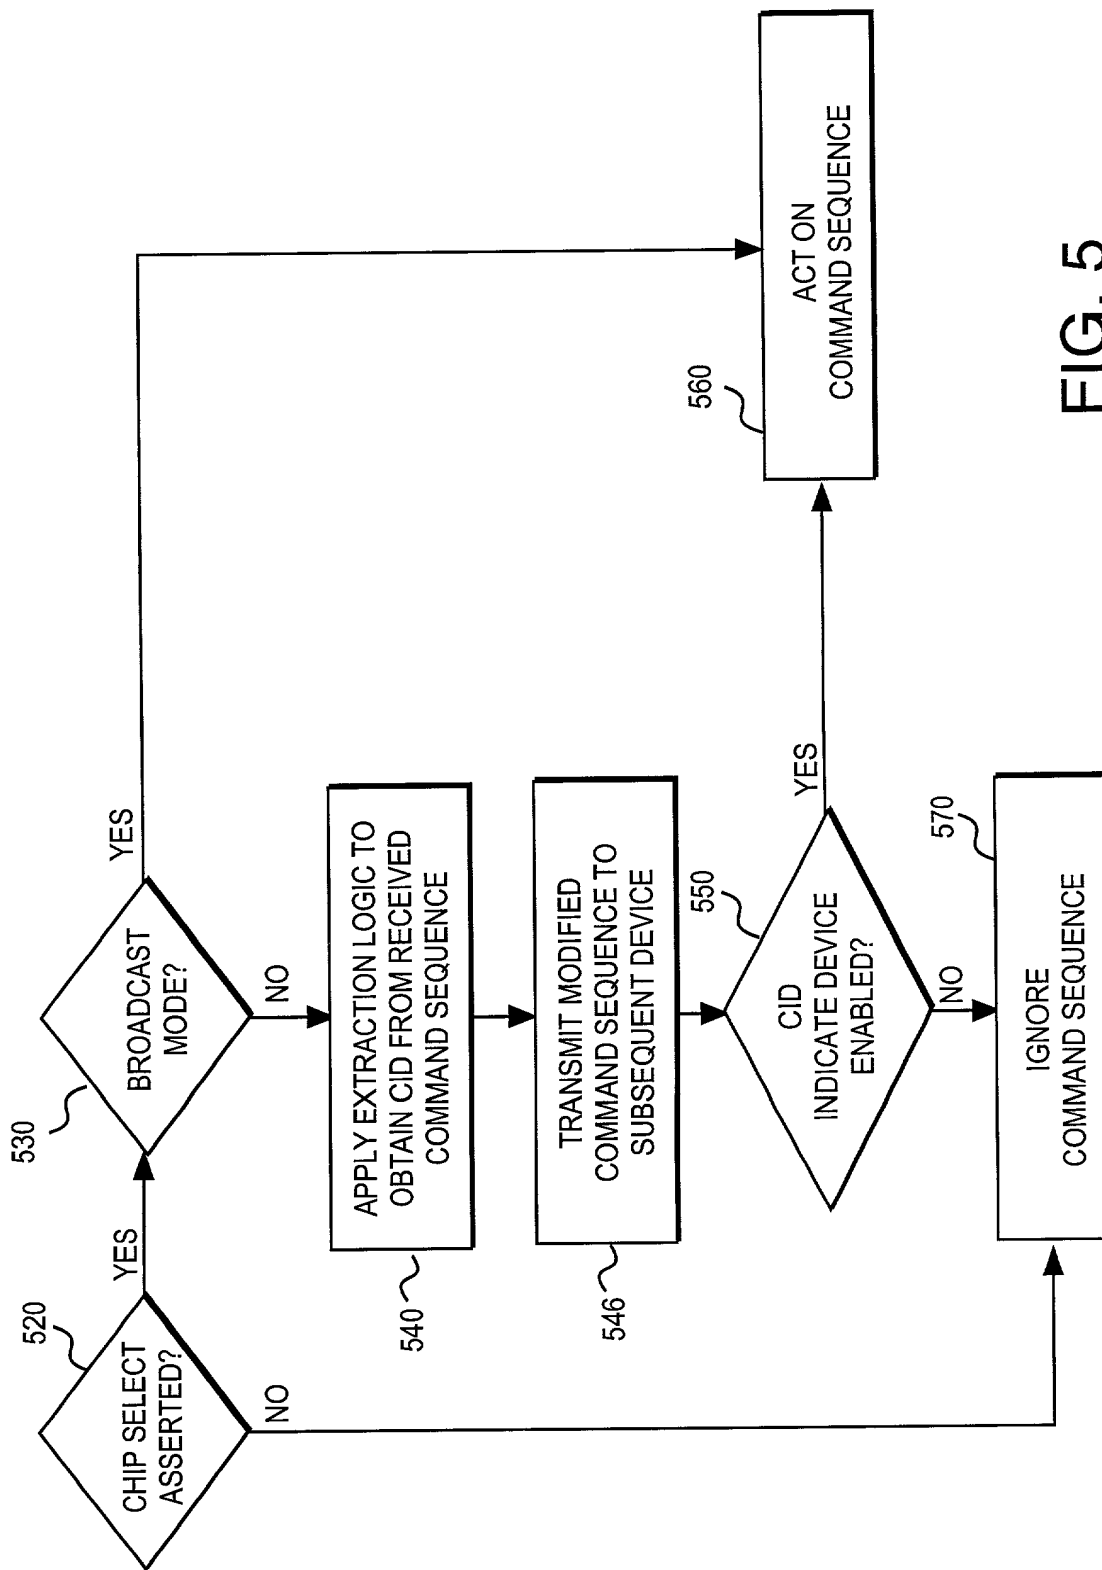 520
CHIP SELECT
ASSERTED?
YES
NO
530
BROADCAST
MODE?
YES
NO
540
APPLY EXTRACTION LOGIC TO
OBTAIN CID FROM RECEIVED
COMMAND SEQUENCE
546
TRANSMIT MODIFIED
COMMAND SEQUENCE TO
SUBSEQUENT DEVICE
550
CID
INDICATE DEVICE
ENABLED?
YES
NO
560
ACT ON
COMMAND SEQUENCE
570
IGNORE
COMMAND SEQUENCE
FIG. 5